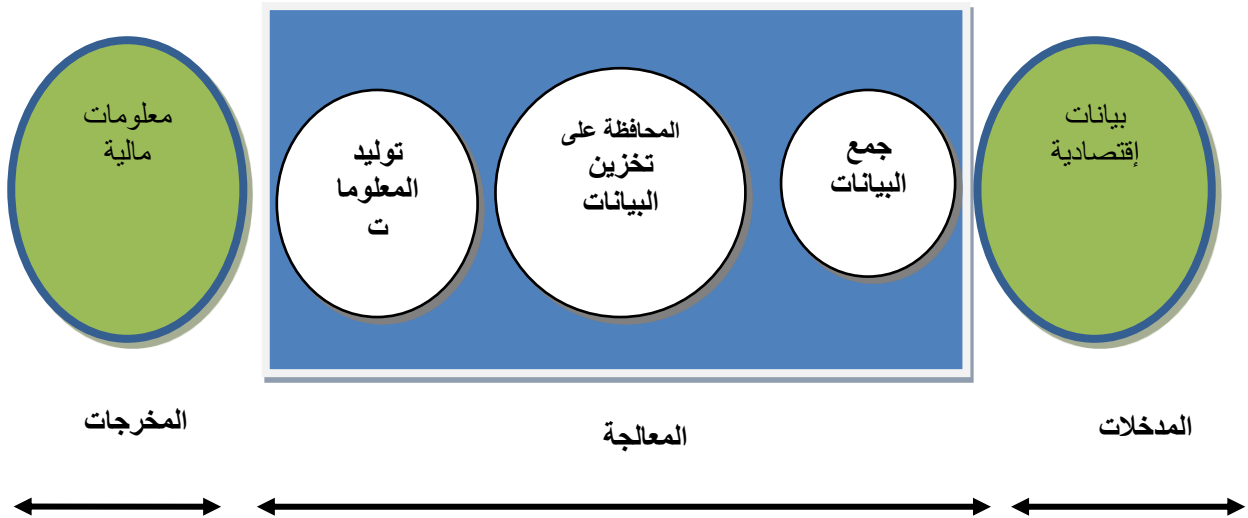 بيانات
إقتصادية
جمع
البيانات
المحافظة على
تخزين
البيانات
توليد
المعلوما
ت
معلومات
مالية
المدخلات
المعالجة
المخرجات